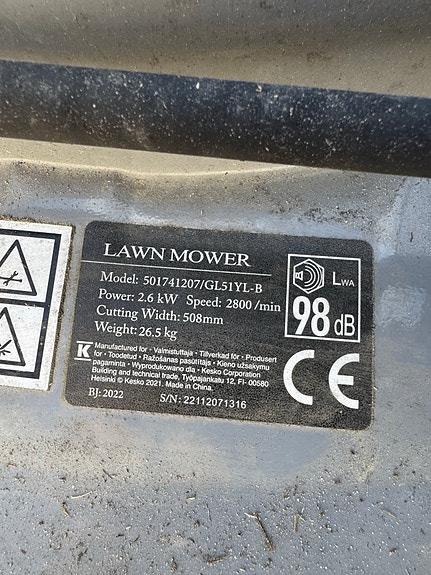 LAWN MOWER
Model: 501741207/GL51YL-B
Power: 2.6 kW Speed: 2800/min
Cutting Width: 508mm
Weight: 26.5 kg
LWA
98 dB
K
Manufactured for • Valmistuttaja • Tillverkad för • Produsert
for • Toodetud • Ražošanas pasūtītājs • Kieno užsakymu
pagaminta • Wyprodukowano dla • Kesko Corporation
Building and technical trade, Työpajankatu 12, FI- 00580
Helsinki © Kesko 2021. Made in China.
BJ: 2022
S/N: 22112071316
CE